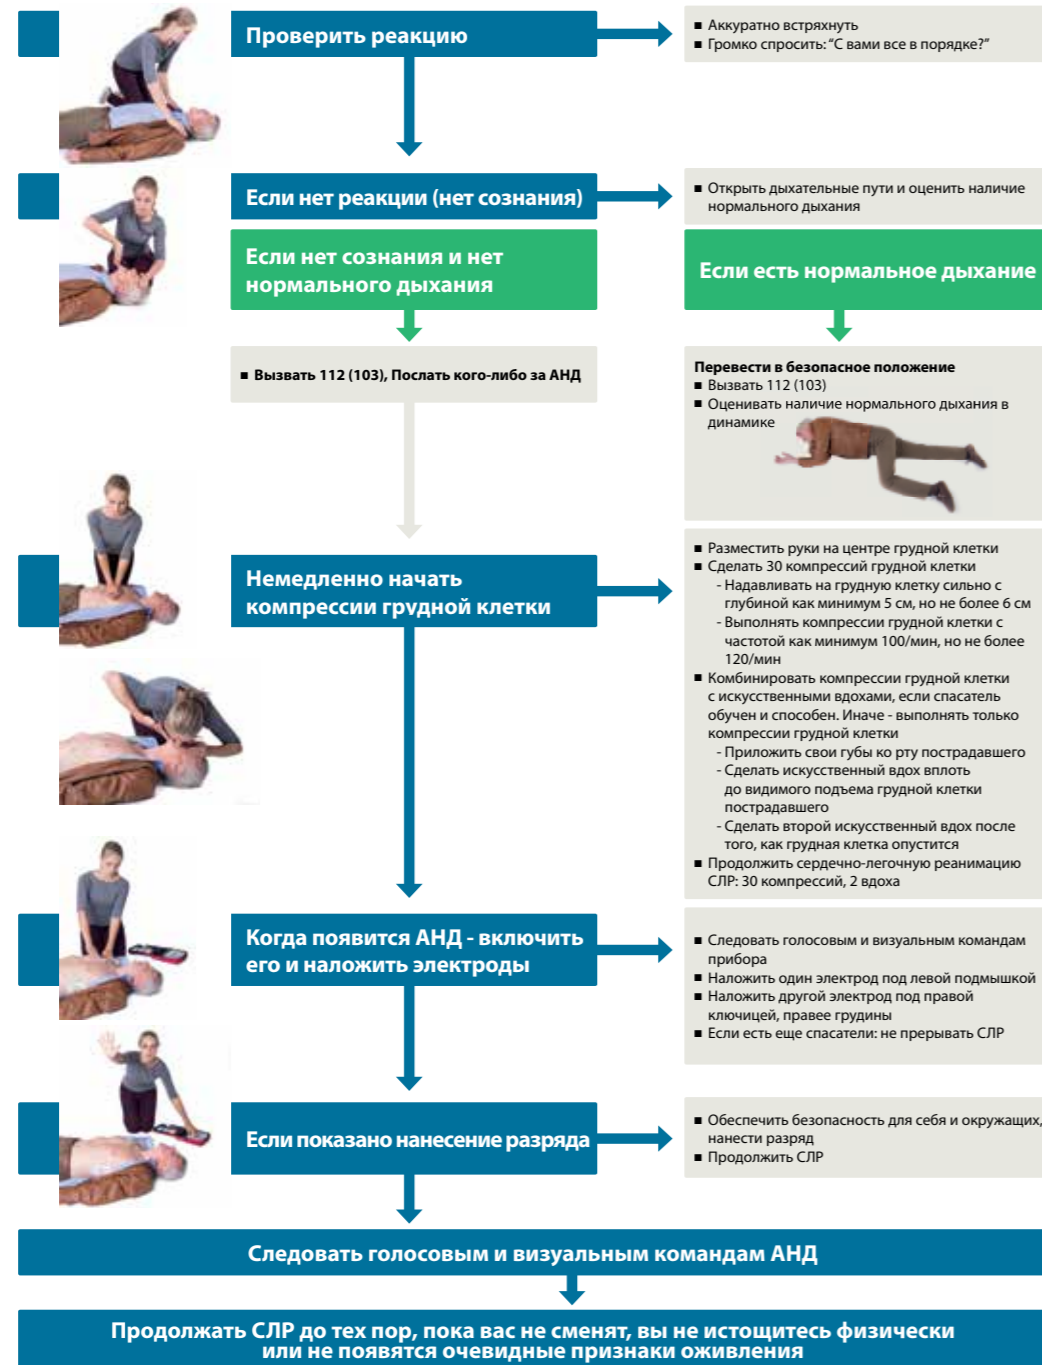 Проверить реакцию
■ Аккуратно встряхнуть
■ Громко спросить: “С вами все в порядке?”
Если нет реакции (нет сознания)
■ Открыть дыхательные пути и оценить наличие
нормального дыхания
Если нет сознания и нет
нормального дыхания
Если есть нормальное дыхание
■ Вызвать 112 (103), Послать кого-либо за АНД
Перевести в безопасное положение
■ Вызвать 112 (103)
■ Оценивать наличие нормального дыхания в
динамике
Немедленно начать
компрессии грудной клетки
■ Разместить руки на центре грудной клетки
■ Сделать 30 компрессий грудной клетки
- Надавливать на грудную клетку сильно с
глубиной как минимум 5 см, но не более 6 см
- Выполнять компрессии грудной клетки с
частотой как минимум 100/мин, но не более
120/мин
■ Комбинировать компрессии грудной клетки
с искусственными вдохами, если спасатель
обучен и способен. Иначе - выполнять только
компрессии грудной клетки
- Приложить свои губы ко рту пострадавшего
- Сделать искусственный вдох вплоть
до видимого подъема грудной клетки
пострадавшего
- Сделать второй искусственный вдох после
того, как грудная клетка опустится
■ Продолжить сердечно-легочную реанимацию
СЛР: 30 компрессий, 2 вдоха
Когда появится АНД - включить
его и наложить электроды
■ Следовать голосовым и визуальным командам
прибора
■ Наложить один электрод под левой подмышкой
■ Наложить другой электрод под правой
ключицей, правее грудины
■ Если есть еще спасатели: не прерывать СЛР
Если показано нанесение разряда
■ Обеспечить безопасность для себя и окружащих,
нанести разряд
■ Продолжить СЛР
Следовать голосовым и визуальным командам АНД
Продолжать СЛР до тех пор, пока вас не сменят, вы не истощитесь физически
или не появятся очевидные признаки оживления